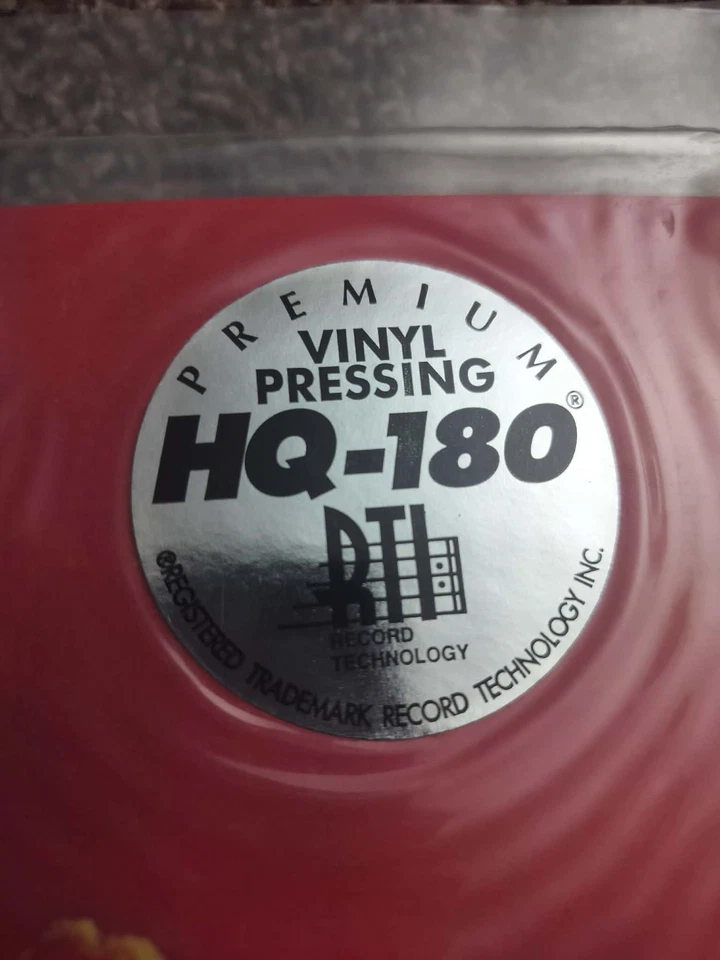 PREMIUM
VINYL
PRESSING
HQ-180®
RTI
RECORD
TECHNOLOGY
®REGISTERED TRADEMARK RECORD TECHNOLOGY INC.